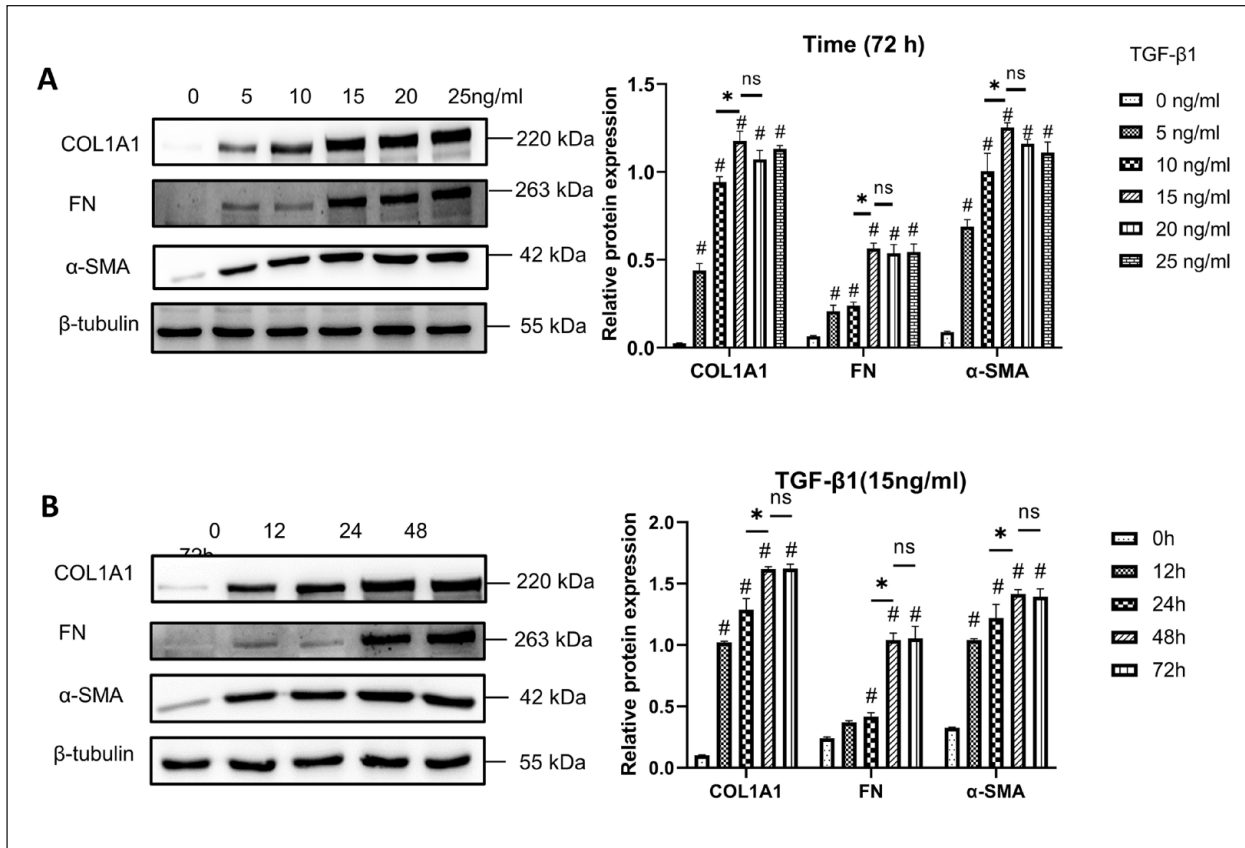 A
0 5 10 15 20 25ng/ml
COL1A1
220 kDa
FN
263 kDa
α-SMA
42 kDa
β-tubulin
55 kDa
Time (72 h)
Relative protein expression
1.5
1.0
0.5
0.0
# # * # ns # #
# # * # ns # #
# # * # ns # #
COL1A1 FN α-SMA
TGF-β1
0 ng/ml
5 ng/ml
10 ng/ml
15 ng/ml
20 ng/ml
25 ng/ml
B
0 12 24 48
72h
COL1A1
220 kDa
FN
263 kDa
α-SMA
42 kDa
β-tubulin
55 kDa
TGF-β1(15ng/ml)
Relative protein expression
2.0
1.5
1.0
0.5
0.0
# # * # ns #
# * # ns #
# # * # ns #
COL1A1 FN α-SMA
0h
12h
24h
48h
72h